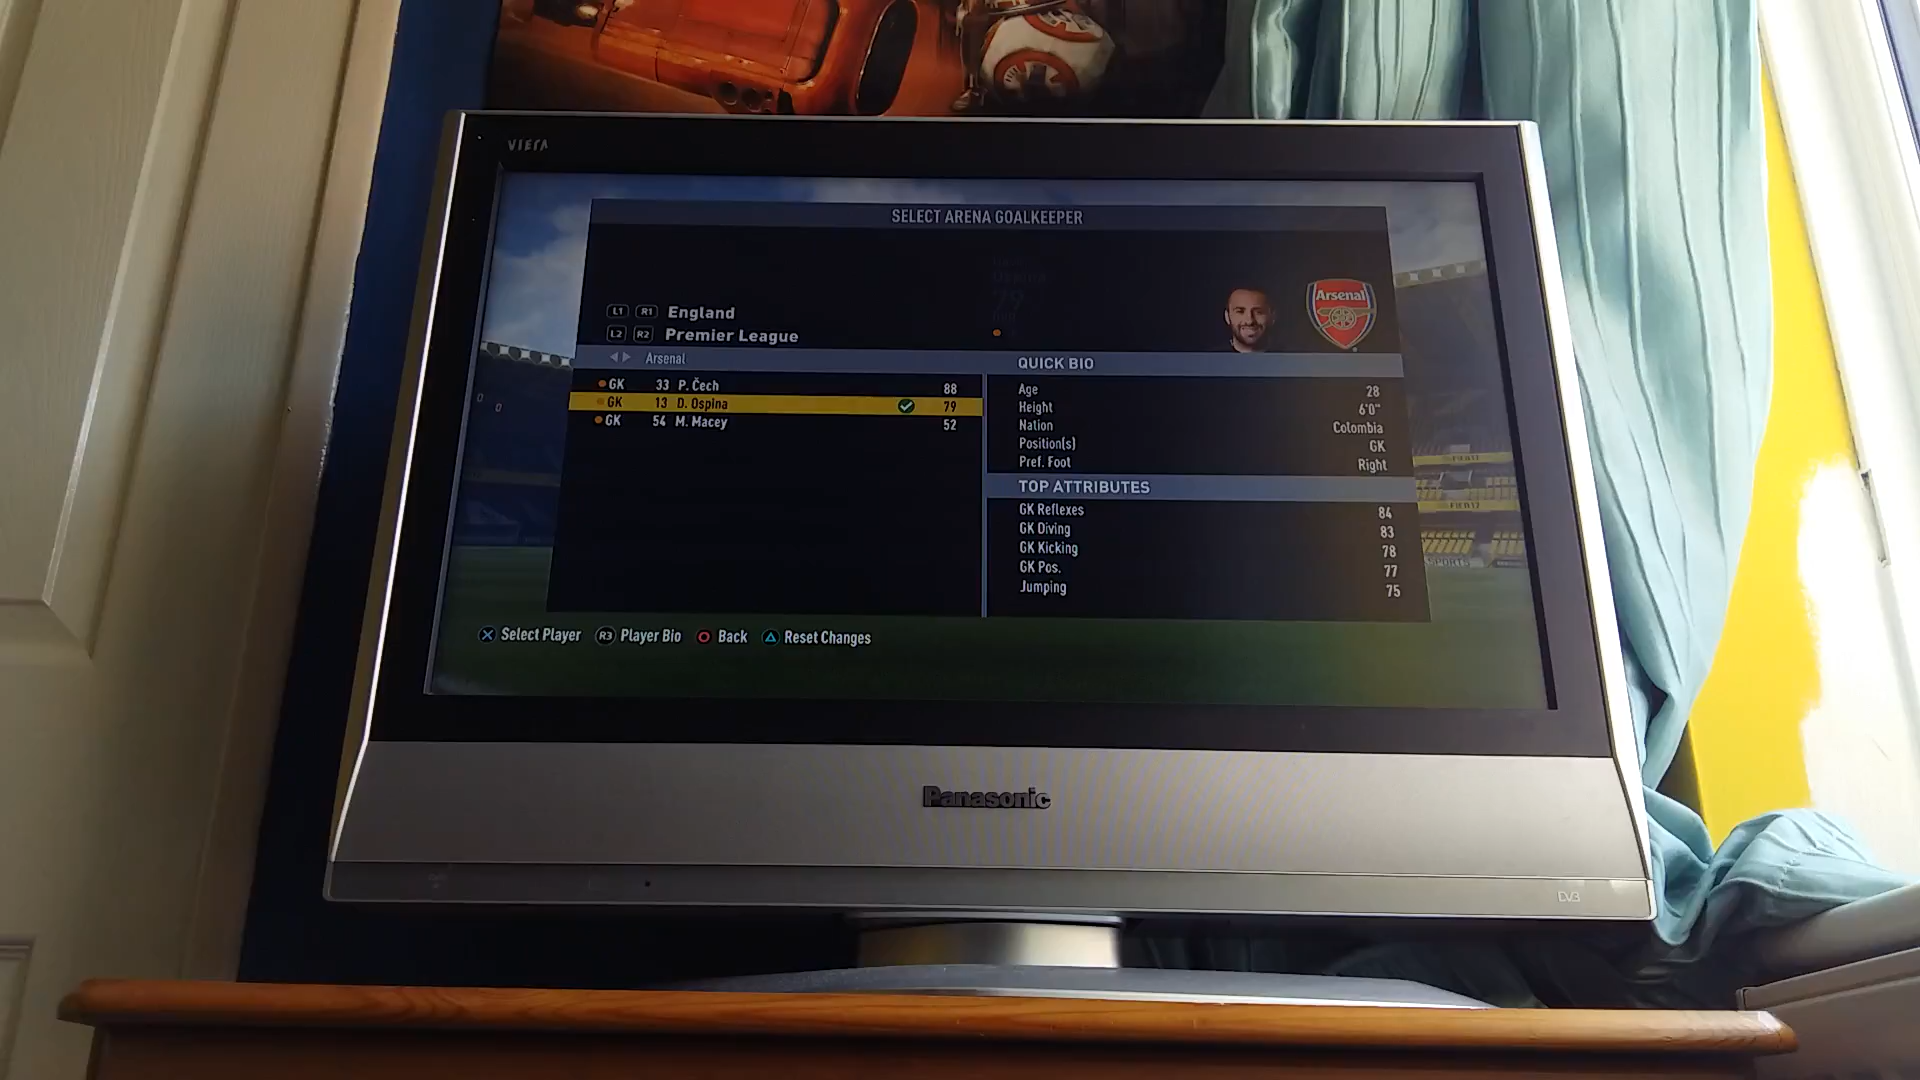 VIERA
SELECT ARENA GOALKEEPER
L1 R1 England
L2 R2 Premier League
Arsenal
Arsenal
GK 33 P. Čech 88
GK 13 D. Ospina 79
GK 54 M. Macey 52
QUICK BIO
Age 28
Height 6'0"
Nation Colombia
Position(s) GK
Pref. Foot Right
TOP ATTRIBUTES
GK Reflexes 84
GK Diving 83
GK Kicking 78
GK Pos. 77
Jumping 75
Select Player R3 Player Bio Back Reset Changes
Panasonic